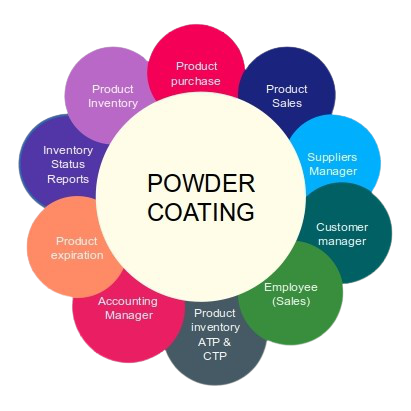 Product
purchase
Product
Sales
Suppliers
Manager
Customer
manager
Employee
(Sales)
Product
inventory
ATP &
CTP
Accounting
Manager
Product
expiration
Inventory
Status
Reports
Product
Inventory
POWDER
COATING